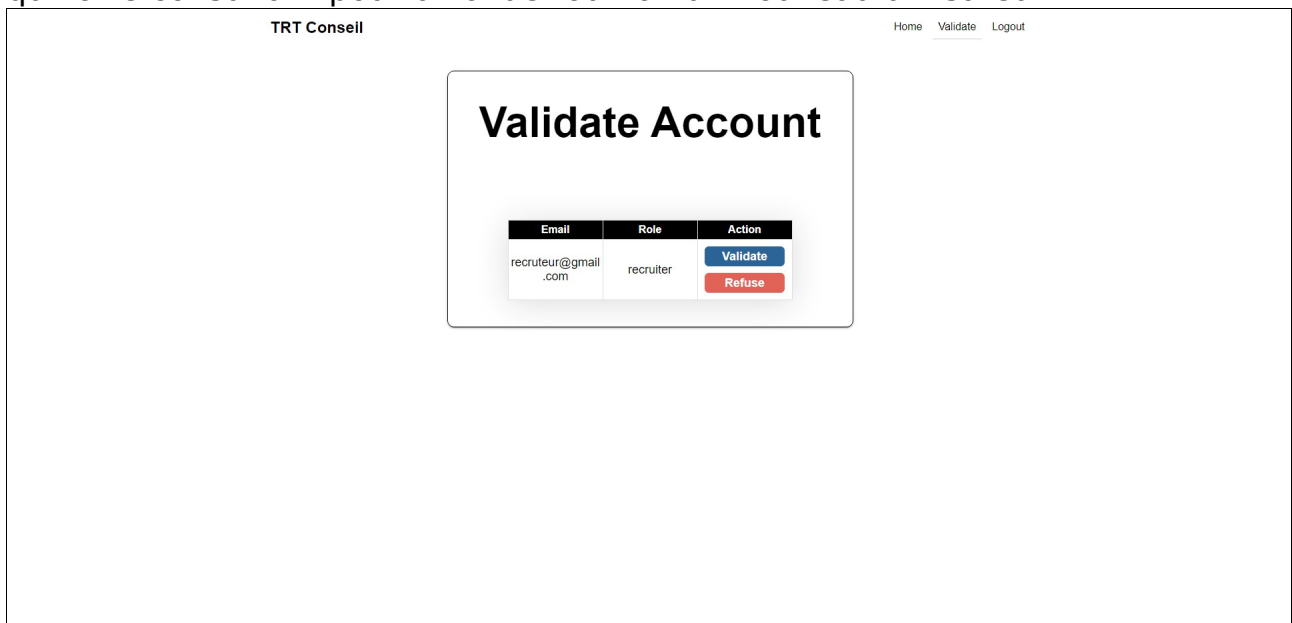 TRT Conseil
Home Validate Logout
Validate Account
Email Role Action
recruteur@gmail
.com
recruiter
Validate
Refuse